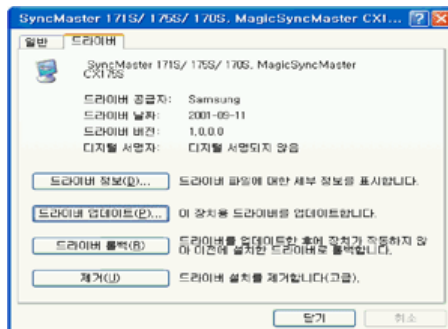 SyncMaster 171S/ 175S/ 170S, MagicSyncMaster CX1... ? X
일반 드라이버
SyncMaster 171S/ 175S/ 170S, MagicSyncMaster
CX175S
드라이버 공급자: Samsung
드라이버 날짜: 2001-09-11
드라이버 버전: 1.0.0.0
디지털 서명자: 디지털 서명되지 않음
드라이버 정보(D)... 드라이버 파일에 대한 세부 정보를 표시합니다.
드라이버 업데이트(P)... 이 장치용 드라이버를 업데이트합니다.
드라이버 롤백(R) 드라이버를 업데이트한 후에 장치가 작동하지 않
아 이전에 설치한 드라이버로 롤백합니다.
제거(U) 드라이버 설치를 제거합니다(고급).
닫기 취소